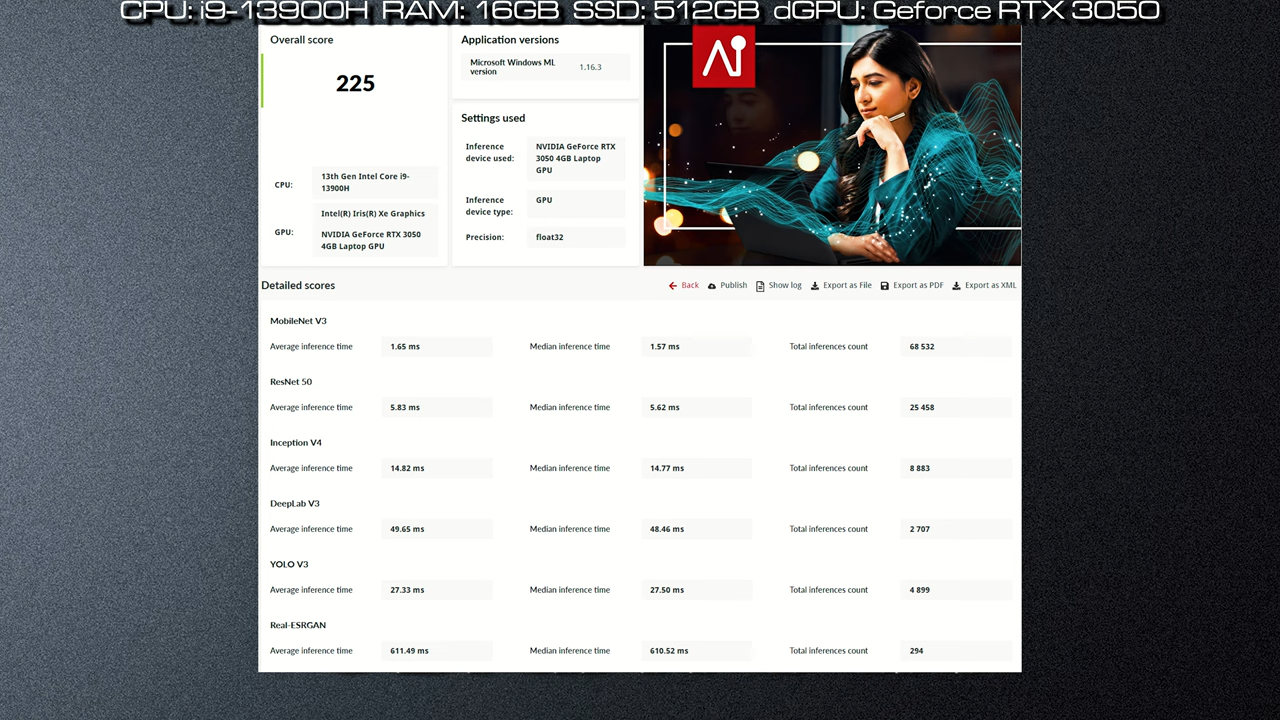 CPU: i9-13900H RAM: 16GB SSD: 512GB dGPU: Geforce RTX 3050
Overall score
225
CPU:
13th Gen Intel Core i9-
13900H
GPU:
Intel(R) Iris(R) Xe Graphics
NVIDIA GeForce RTX 3050
4GB Laptop GPU
Application versions
Microsoft Windows ML
version
1.16.3
Settings used
Inference
device used:
NVIDIA GeForce RTX
3050 4GB Laptop
GPU
Inference
device type:
GPU
Precision:
float32
AI
Detailed scores
Back
Publish
Show log
Export as File
Export as PDF
Export as XML
MobileNet V3
Average inference time 1.65 ms Median inference time 1.57 ms Total inferences count 68 532
ResNet 50
Average inference time 5.83 ms Median inference time 5.62 ms Total inferences count 25 458
Inception V4
Average inference time 14.82 ms Median inference time 14.77 ms Total inferences count 8 883
DeepLab V3
Average inference time 49.65 ms Median inference time 48.46 ms Total inferences count 2 707
YOLO V3
Average inference time 27.33 ms Median inference time 27.50 ms Total inferences count 4 899
Real-ESRGAN
Average inference time 611.49 ms Median inference time 610.52 ms Total inferences count 294